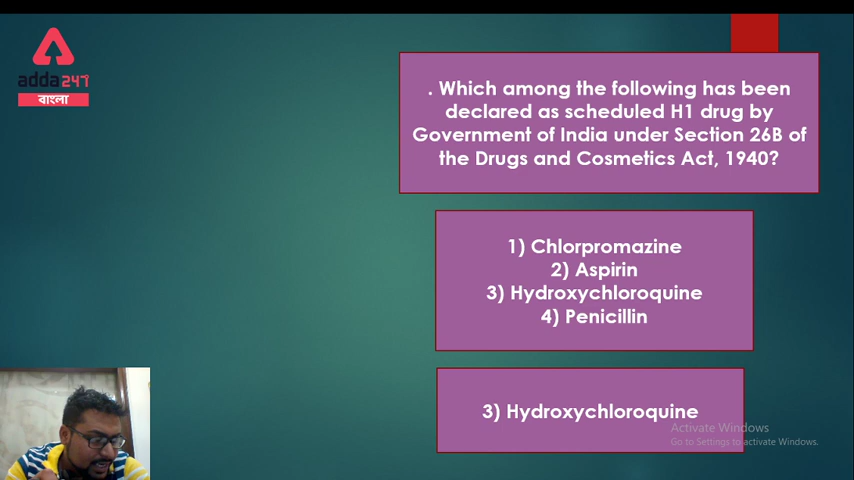 adda247
বাংলা
. Which among the following has been
declared as scheduled H1 drug by
Government of India under Section 26B of
the Drugs and Cosmetics Act, 1940?
1) Chlorpromazine
2) Aspirin
3) Hydroxychloroquine
4) Penicillin
3) Hydroxychloroquine
Activate Windows
Go to Settings to activate Windows.